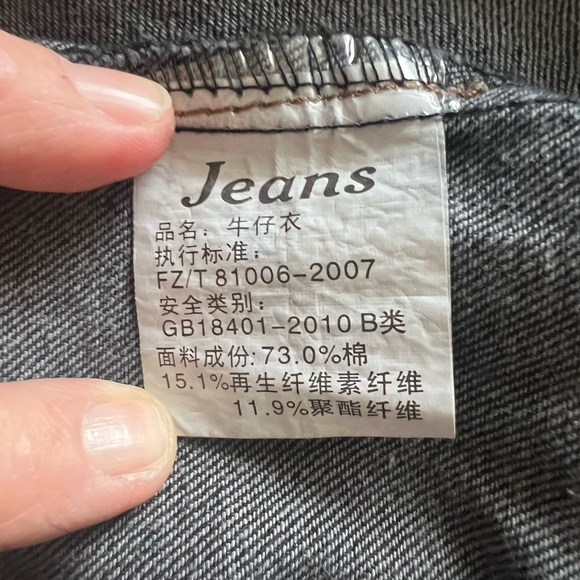 Jeans
品名：牛仔衣
执行标准：
FZ/T 81006-2007
安全类别：
GB18401-2010 B类
面料成份: 73.0%棉
15.1%再生纤维素纤维
11.9%聚酯纤维